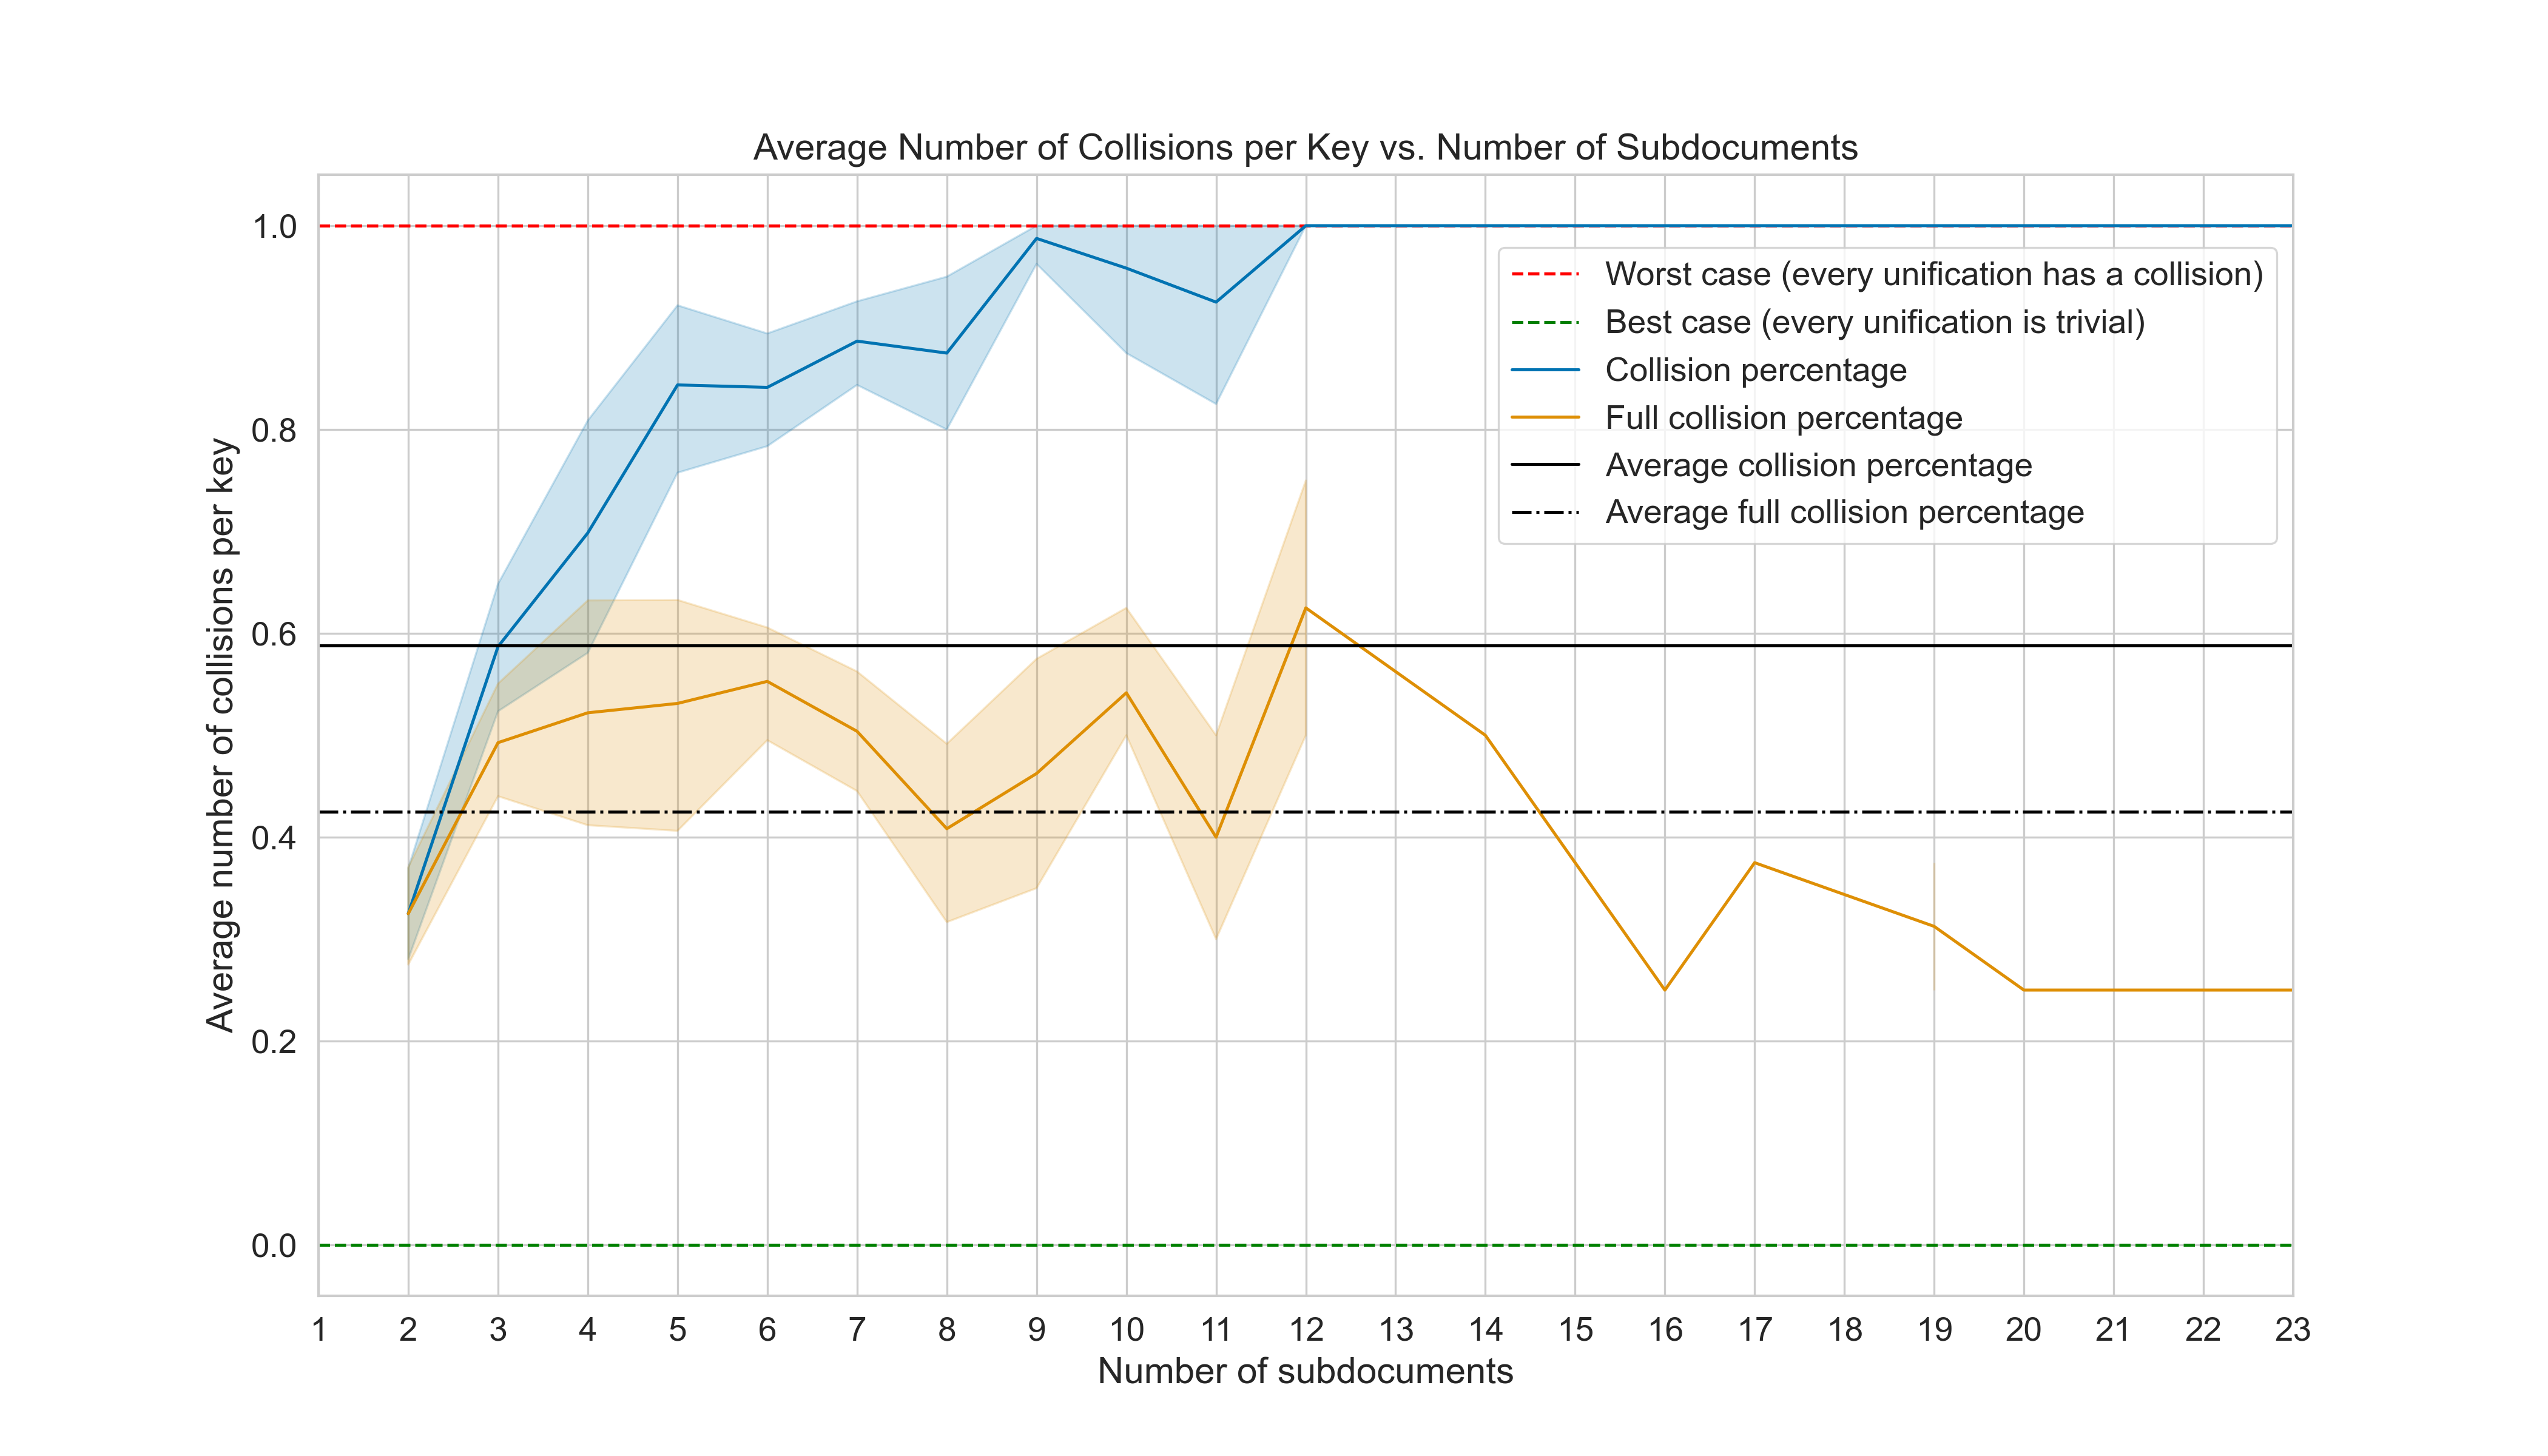 Average Number of Collisions per Key vs. Number of Subdocuments
1.0
0.8
0.6
0.4
0.2
0.0
Average number of collisions per key
Worst case (every unification has a collision)
Best case (every unification is trivial)
Collision percentage
Full collision percentage
Average collision percentage
Average full collision percentage
1 2 3 4 5 6 7 8 9 10 11 12 13 14 15 16 17 18 19 20 21 22 23
Number of subdocuments